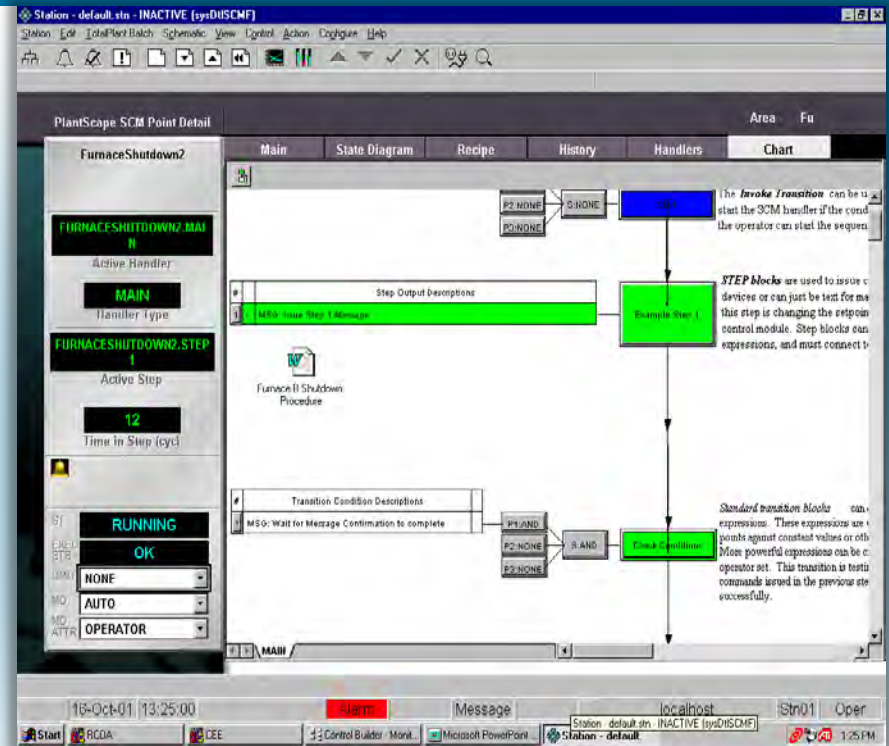 Station - default.stn - INACTIVE (sysDtlSCMF)
Station Edit TotalPlant Batch Schematic View Control Action Configure Help
PlantScape SCM Point Detail
Area Fu
FurnaceShutdown2
Main State Diagram Recipe History Handlers Chart
FURNACESHUTDOWN2.MAI
N
Active Handler
MAIN
Handler Type
FURNACESHUTDOWN2.STEP
1
Active Step
12
Time in Step (cyc)
RUNNING
OK
NONE
MO AUTO
MO
ATTR OPERATOR
P2:NONE
P3:NONE
S:NONE
The Invoke Transition can be u
start the SCM handler if the cond
the operator can start the sequen
# Step Output Descriptions
1 MSG: Issue Step 1 Message
Example Step 1
STEP blocks are used to issue c
devices or can just be text for ma
this step is changing the setpoin
control module. Step blocks can
expressions, and must connect t
Furnace B Shutdown
Procedure
# Transition Condition Descriptions
MSG: Wait for Message Confirmation to complete
P1:AND
P2:NONE
P3:NONE
S:AND
Check Conditions
Standard transition blocks can
expressions. These expressions are
points against constant values or oth
More powerful expressions can be c
operator set. This transition is testi
commands issued in the previous ste
successfully.
MAIN
16-Oct-01 13:25:00 Alarm Message localhost Stn01 Oper
Station - default.stn - INACTIVE (sysDtlSCMF)
Start RCDA CEE Control Builder - Monit... Microsoft PowerPoint ... Station - default. 1:25 PM